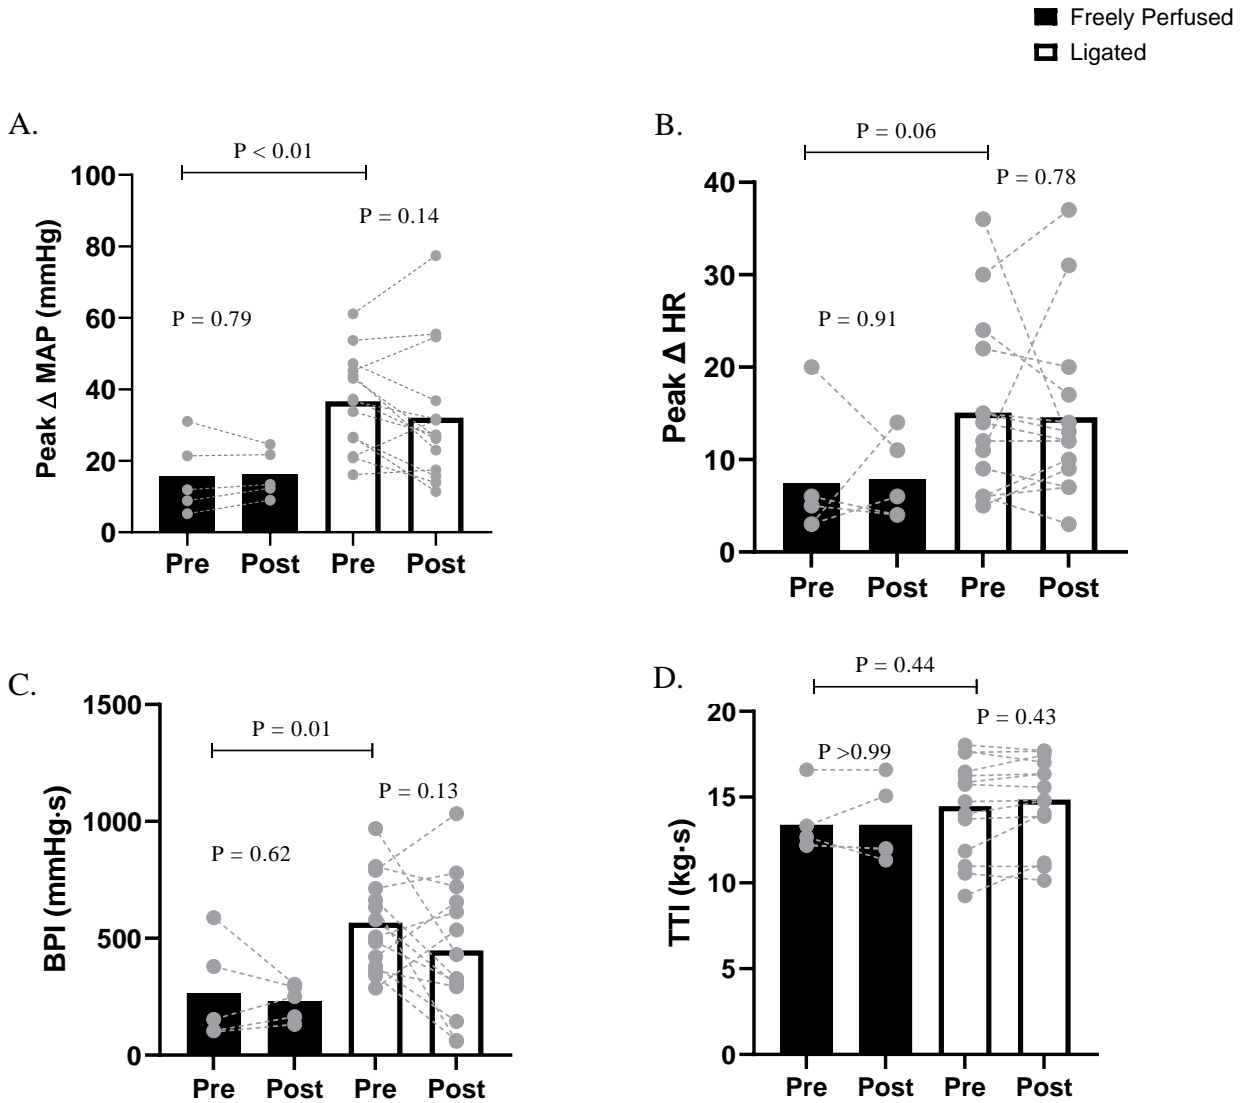 Freely Perfused
Ligated
A.
P < 0.01
P = 0.14
P = 0.79
Peak Δ MAP (mmHg)
100
80
60
40
20
0
Pre Post Pre Post
B.
P = 0.06
P = 0.78
P = 0.91
Peak Δ HR
40
30
20
10
0
Pre Post Pre Post
C.
P = 0.01
P = 0.13
P = 0.62
BPI (mmHg·s)
1500
1000
500
0
Pre Post Pre Post
D.
P = 0.44
P = 0.43
P >0.99
TTI (kg·s)
20
15
10
5
0
Pre Post Pre Post